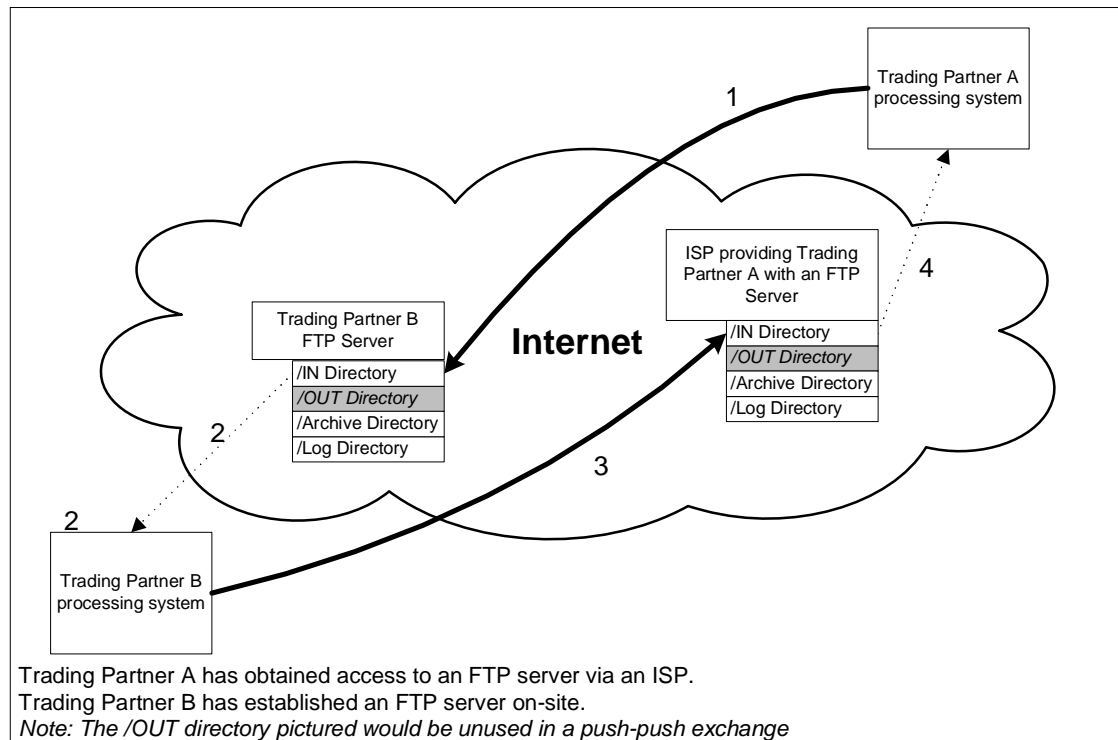 Trading Partner A
processing system
1
ISP providing Trading
Partner A with an FTP
Server
4
/IN Directory
/OUT Directory
/Archive Directory
/Log Directory
Internet
Trading Partner B
FTP Server
/IN Directory
/OUT Directory
/Archive Directory
/Log Directory
2
3
2
Trading Partner B
processing system
Trading Partner A has obtained access to an FTP server via an ISP.
Trading Partner B has established an FTP server on-site.
Note: The /OUT directory pictured would be unused in a push-push exchange